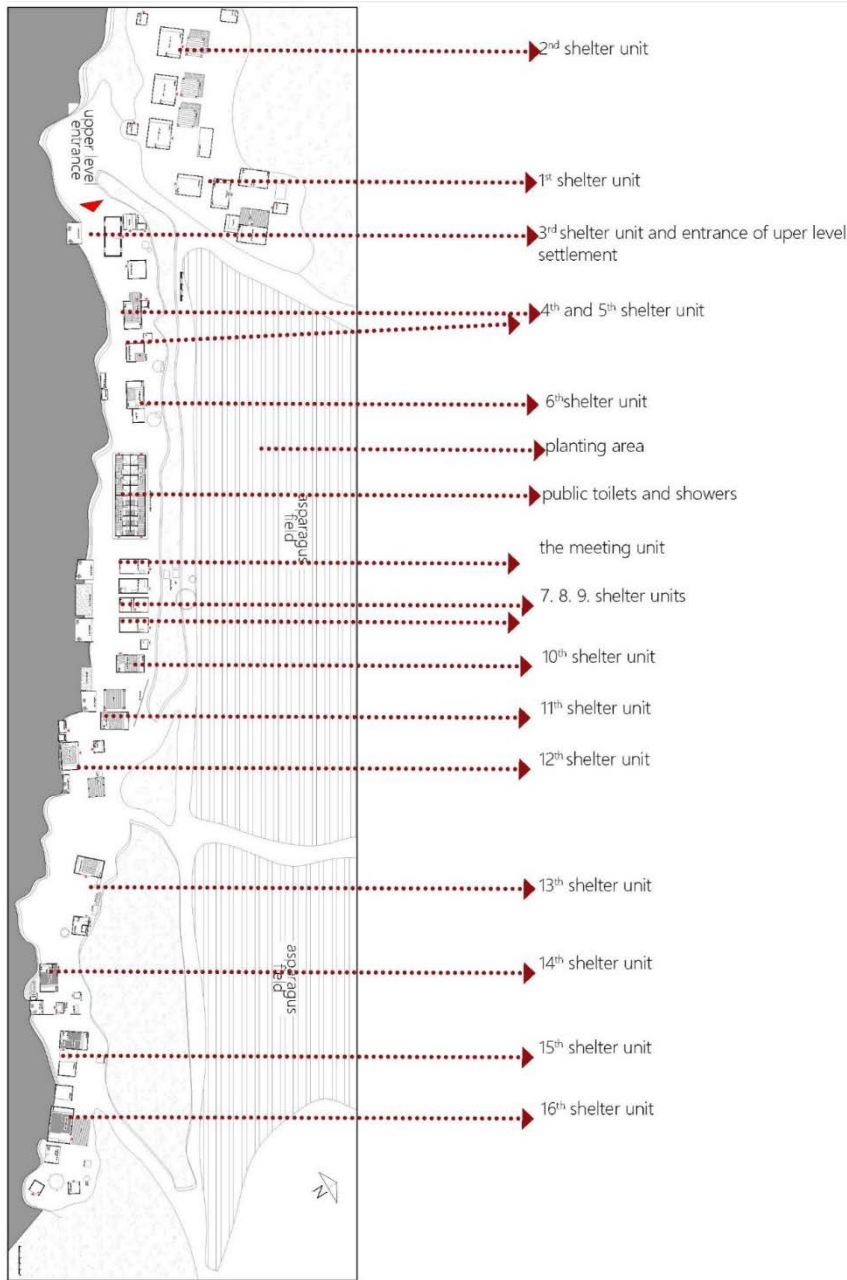 2nd shelter unit
upper level
entrance
1st shelter unit
3rd shelter unit and entrance of uper level
settlement
4th and 5th shelter unit
6th shelter unit
planting area
public toilets and showers
asparagus
field
the meeting unit
7. 8. 9. shelter units
10th shelter unit
11th shelter unit
12th shelter unit
13th shelter unit
14th shelter unit
asparagus
field
15th shelter unit
16th shelter unit
N